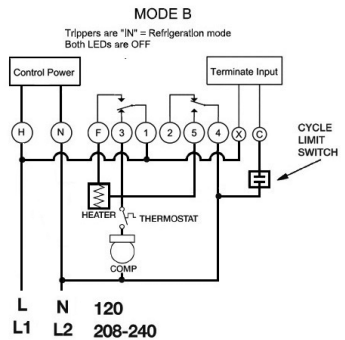 MODE B
Trippers are "IN" = Refrigeration mode
Both LEDs are OFF
Control Power
Terminate Input
H N F 3 1 2 5 4 X C
CYCLE
LIMIT
SWITCH
HEATER
THERMOSTAT
COMP
L N 120
L1 L2 208-240